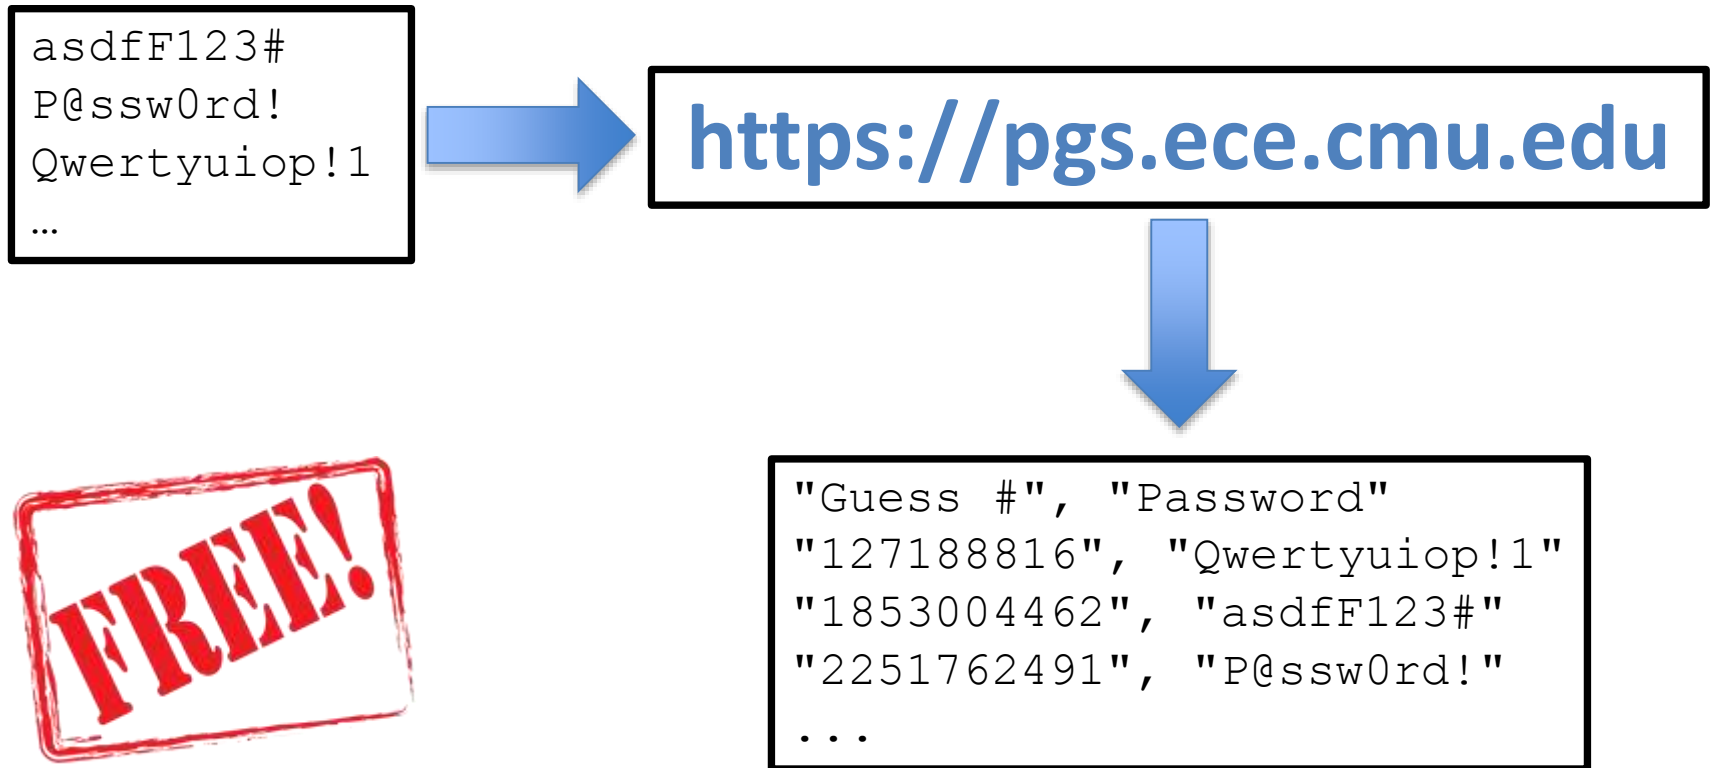 asdfF123#
P@ssw0rd!
Qwertyuiop!1
…
https://pgs.ece.cmu.edu
FREE!
"Guess #", "Password"
"127188816", "Qwertyuiop!1"
"1853004462", "asdfF123#"
"2251762491", "P@ssw0rd!"
...